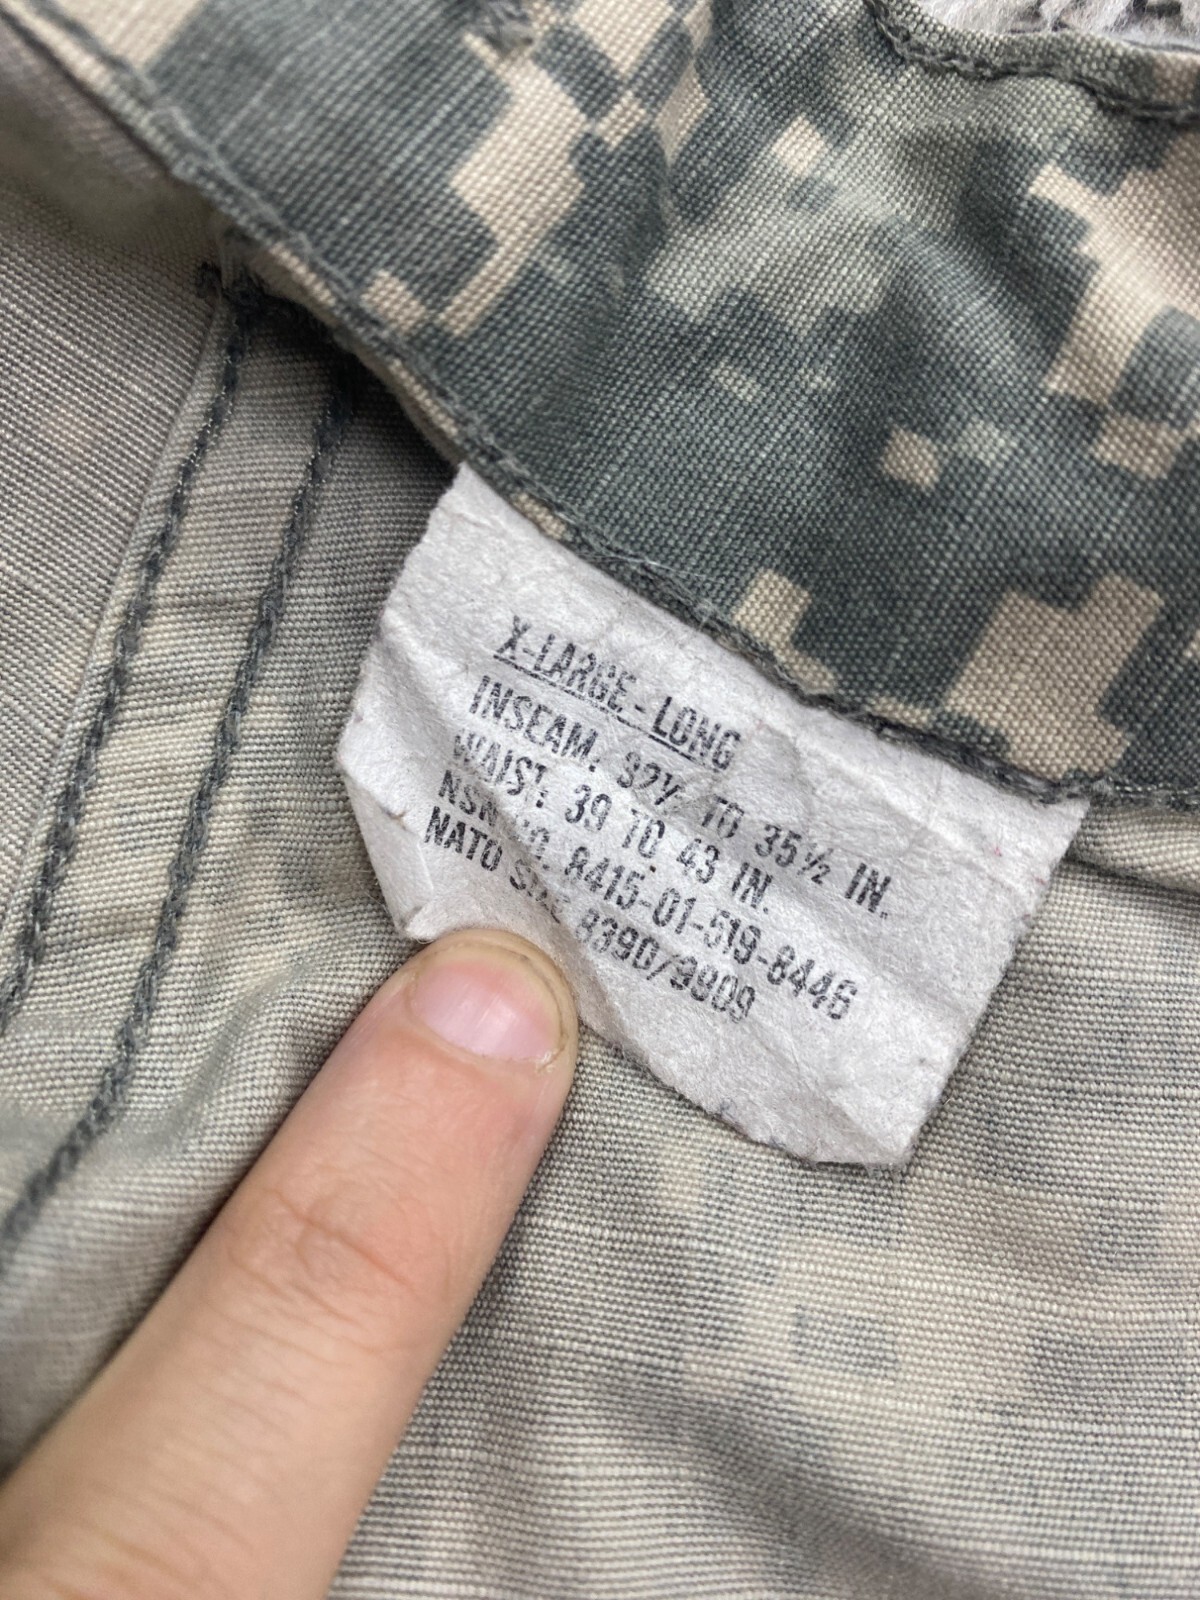 X-LARGE-LONG
INSEAM. 32½ TO 35½ IN.
WAIST. 39 TO 43 IN.
NSN NO. 8415-01-519-8446
NATO SIZE 8390/9909